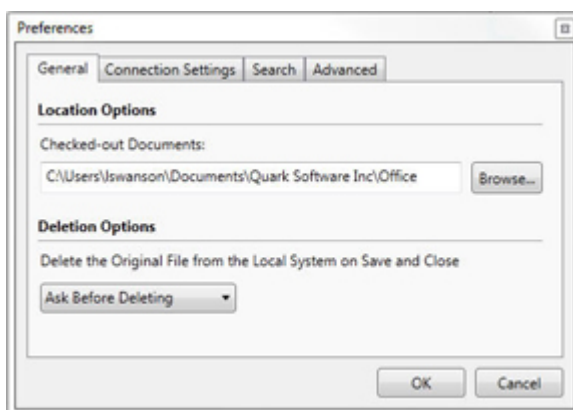 Preferences
General Connection Settings Search Advanced
Location Options
Checked-out Documents:
C:\Users\lswanson\Documents\Quark Software Inc\Office Browse...
Deletion Options
Delete the Original File from the Local System on Save and Close
Ask Before Deleting
OK Cancel